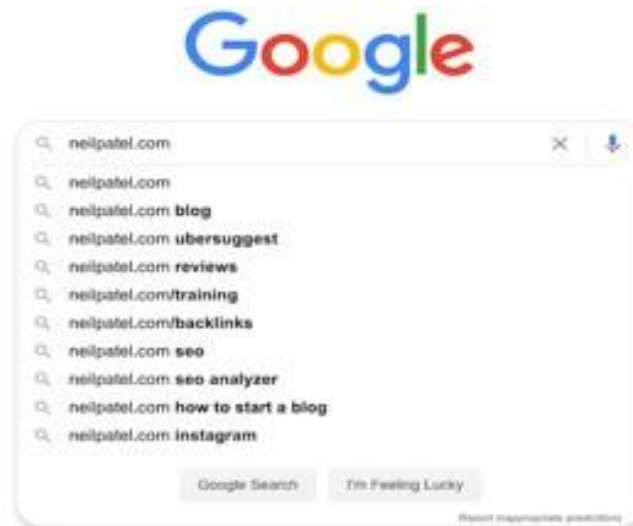 Google
neilpatel.com
neilpatel.com
neilpatel.com blog
neilpatel.com ubersuggest
neilpatel.com reviews
neilpatel.com/training
neilpatel.com/backlinks
neilpatel.com seo
neilpatel.com seo analyzer
neilpatel.com how to start a blog
neilpatel.com instagram
Google Search I'm Feeling Lucky
Report inappropriate predictions